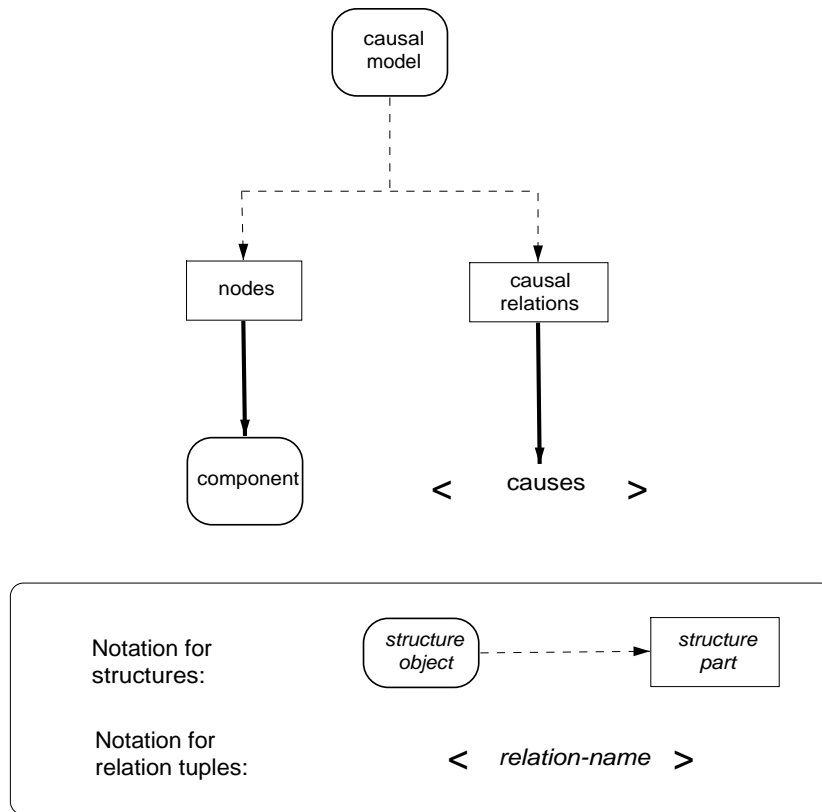 causal
model
nodes
causal
relations
component
< causes >
Notation for
structures:
structure
object
structure
part
Notation for
relation tuples:
< relation-name >